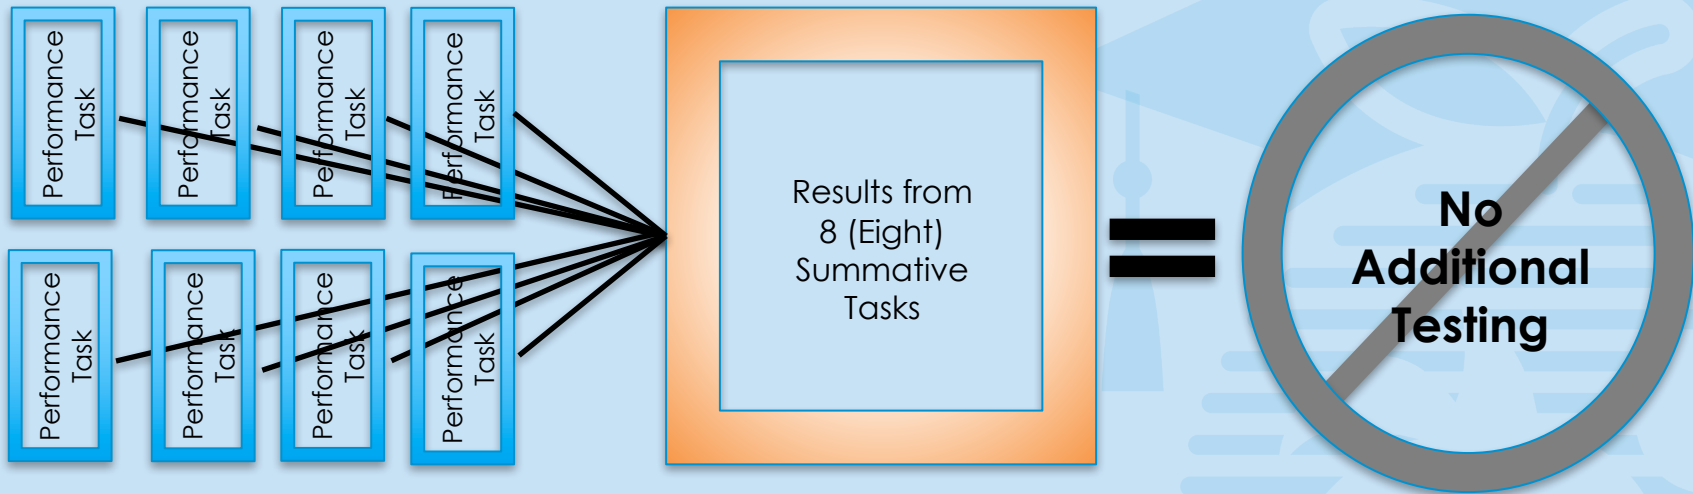 Performance
Task
Performance
Task
Performance
Task
Performance
Task
Performance
Task
Performance
Task
Performance
Task
Performance
Task
Results from
8 (Eight)
Summative
Tasks
No
Additional
Testing